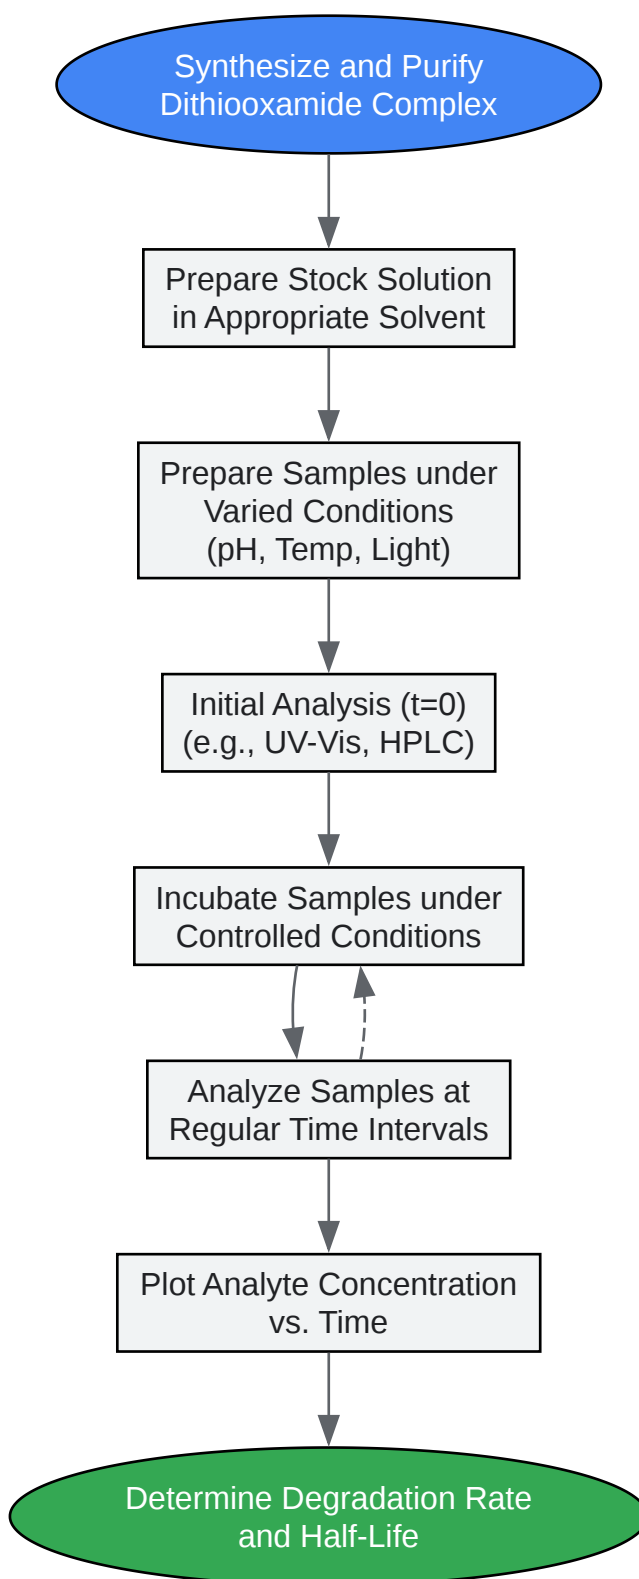 Synthesize and Purify
Dithiooxamide Complex
Prepare Stock Solution
in Appropriate Solvent
Prepare Samples under
Varied Conditions
(pH, Temp, Light)
Initial Analysis (t=0)
(e.g., UV-Vis, HPLC)
Incubate Samples under
Controlled Conditions
Analyze Samples at
Regular Time Intervals
Plot Analyte Concentration
vs. Time
Determine Degradation Rate
and Half-Life